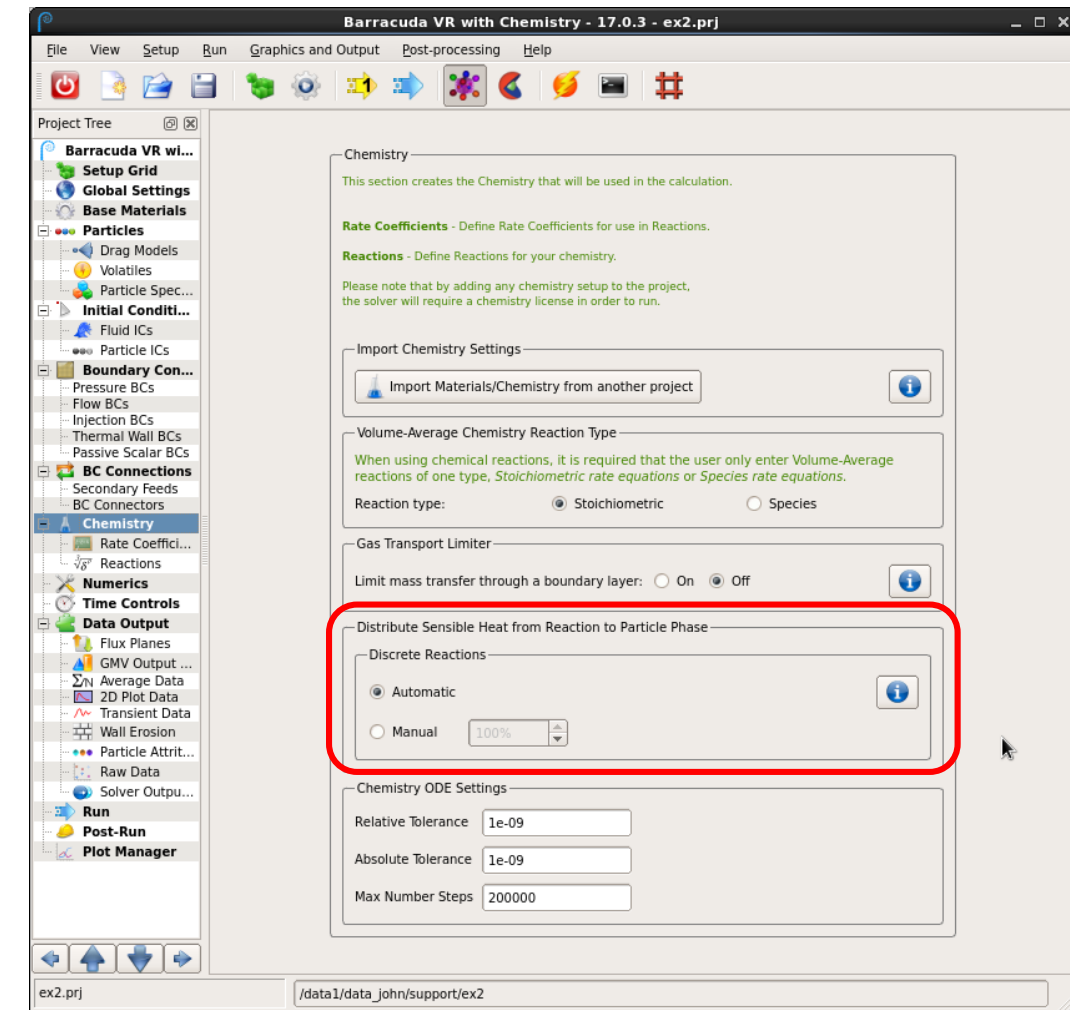 Barracuda VR with Chemistry - 17.0.3 - ex2.prj
File View Setup Run Graphics and Output Post-processing Help
1
Project Tree
Barracuda VR wi...
Setup Grid
Global Settings
Base Materials
Particles
Drag Models
Volatiles
Particle Spec...
Initial Conditi...
Fluid ICs
Particle ICs
Boundary Con...
Pressure BCs
Flow BCs
Injection BCs
Thermal Wall BCs
Passive Scalar BCs
BC Connections
Secondary Feeds
BC Connectors
Chemistry
Rate Coeffici...
Reactions
Numerics
Time Controls
Data Output
Flux Planes
GMV Output ...
Σ/N Average Data
2D Plot Data
Transient Data
Wall Erosion
Particle Attrit...
Raw Data
Solver Outpu...
Run
Post-Run
Plot Manager
Chemistry
This section creates the Chemistry that will be used in the calculation.
Rate Coefficients - Define Rate Coefficients for use in Reactions.
Reactions - Define Reactions for your chemistry.
Please note that by adding any chemistry setup to the project,
the solver will require a chemistry license in order to run.
Import Chemistry Settings
Import Materials/Chemistry from another project
Volume-Average Chemistry Reaction Type
When using chemical reactions, it is required that the user only enter Volume-Average
reactions of one type, Stoichiometric rate equations or Species rate equations.
Reaction type: Stoichiometric Species
Gas Transport Limiter
Limit mass transfer through a boundary layer: On Off
Distribute Sensible Heat from Reaction to Particle Phase
Discrete Reactions
Automatic
Manual 100%
Chemistry ODE Settings
Relative Tolerance 1e-09
Absolute Tolerance 1e-09
Max Number Steps 200000
ex2.prj
/data1/data_john/support/ex2